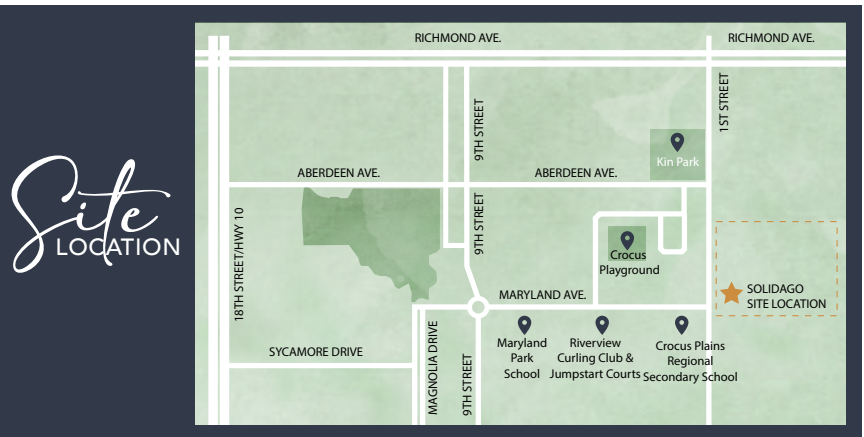 Site
LOCATION
RICHMOND AVE.
RICHMOND AVE.
9TH STREET
1ST STREET
Kin Park
ABERDEEN AVE.
ABERDEEN AVE.
18TH STREET/HWY 10
9TH STREET
Crocus
Playground
MARYLAND AVE.
SOLIDAGO
SITE LOCATION
SYCAMORE DRIVE
MAGNOLIA DRIVE
9TH STREET
Maryland
Park
School
Riverview
Curling Club &
Jumpstart Courts
Crocus Plains
Regional
Secondary School